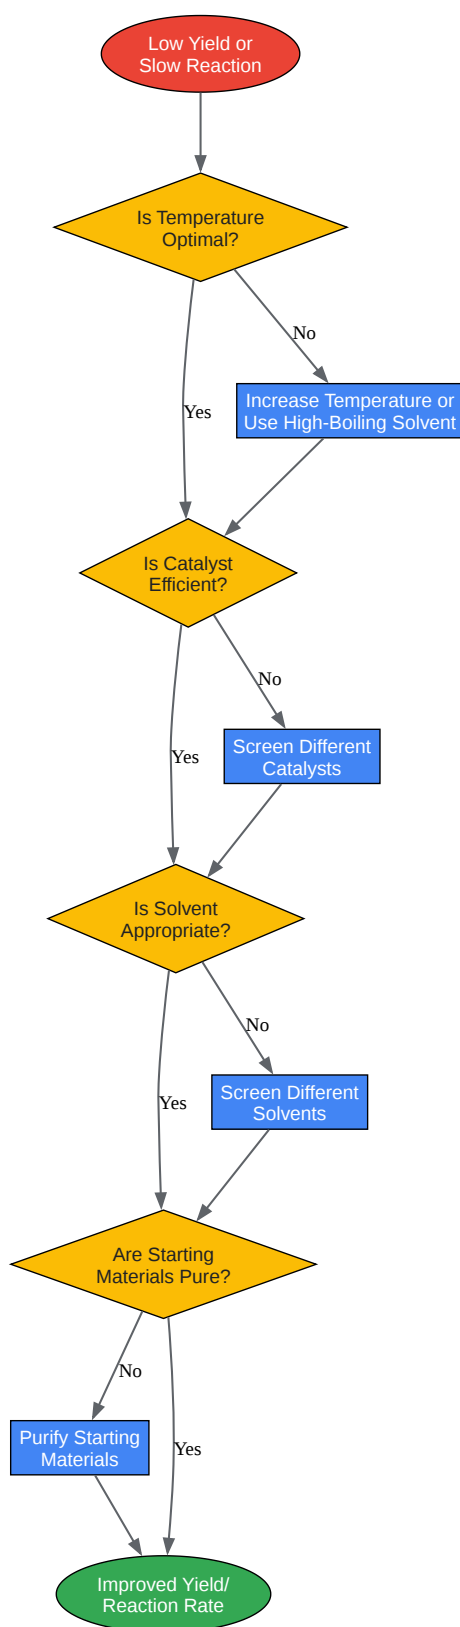 Low Yield or
Slow Reaction
Is Temperature
Optimal?
No
Yes
Increase Temperature or
Use High-Boiling Solvent
Is Catalyst
Efficient?
No
Yes
Screen Different
Catalysts
Is Solvent
Appropriate?
No
Yes
Screen Different
Solvents
Are Starting
Materials Pure?
No
Yes
Purify Starting
Materials
Improved Yield/
Reaction Rate